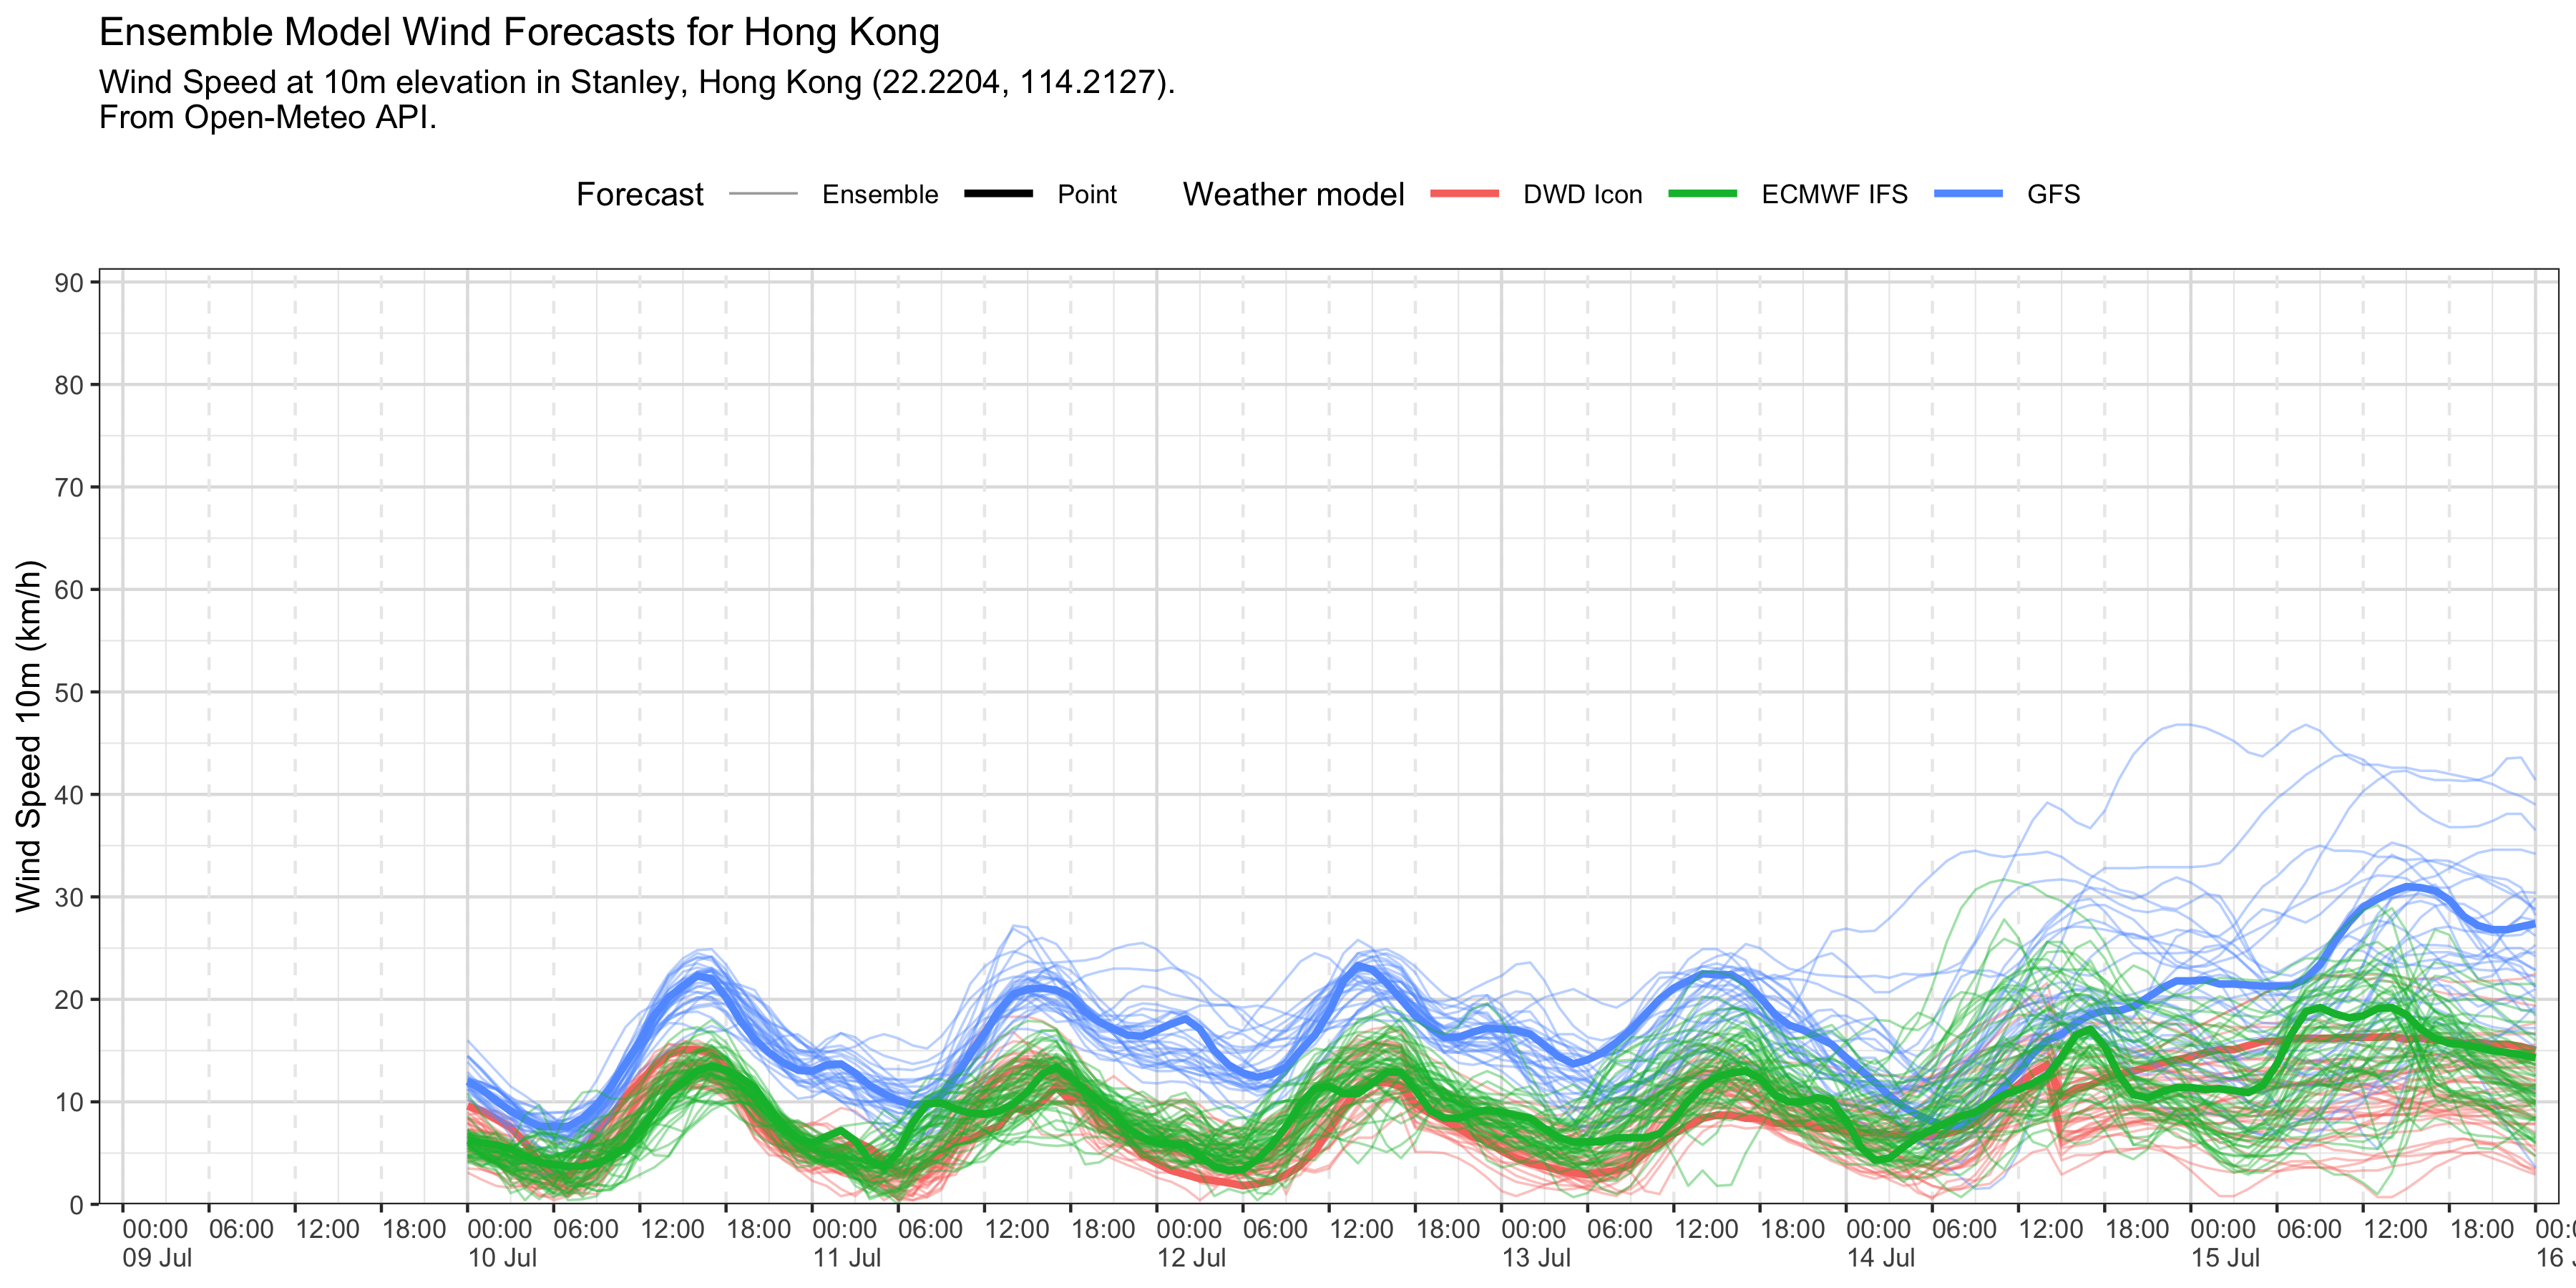 Ensemble Model Wind Forecasts for Hong Kong
Wind Speed at 10m elevation in Stanley, Hong Kong (22.2204, 114.2127).
From Open-Meteo API.
Forecast Ensemble Point Weather model DWD Icon ECMWF IFS GFS
Wind Speed 10m (km/h)
90
80
70
60
50
40
30
20
10
0
00:00 06:00 12:00 18:00 00:00 06:00 12:00 18:00 00:00 06:00 12:00 18:00 00:00 06:00 12:00 18:00 00:00 06:00 12:00 18:00 00:00 06:00 12:00 18:00 00:00 06:00 12:00 18:00 00:0
09 Jul 10 Jul 11 Jul 12 Jul 13 Jul 14 Jul 15 Jul 16 J